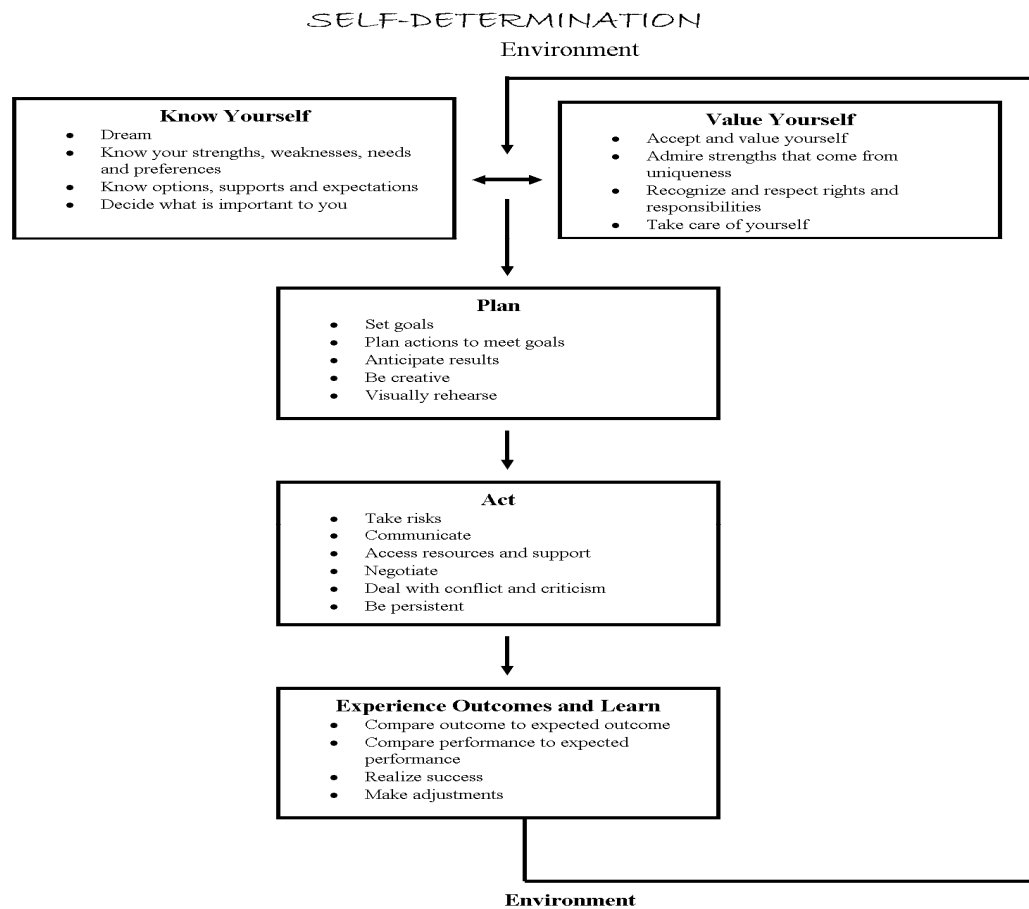 SELF-DETERMINATION
Environment
Know Yourself
• Dream
• Know your strengths, weaknesses, needs
and preferences
• Know options, supports and expectations
• Decide what is important to you
Value Yourself
• Accept and value yourself
• Admire strengths that come from
uniqueness
• Recognize and respect rights and
responsibilities
• Take care of yourself
Plan
• Set goals
• Plan actions to meet goals
• Anticipate results
• Be creative
• Visually rehearse
Act
• Take risks
• Communicate
• Access resources and support
• Negotiate
• Deal with conflict and criticism
• Be persistent
Experience Outcomes and Learn
• Compare outcome to expected outcome
• Compare performance to expected
performance
• Realize success
• Make adjustments
Environment